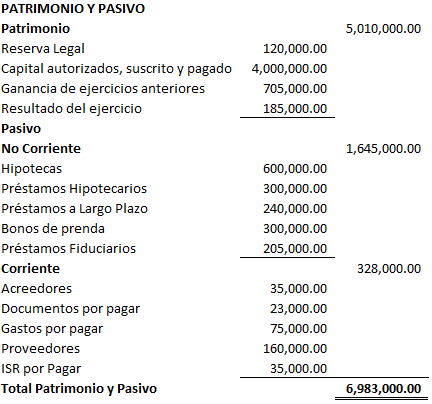 PATRIMONIO Y PASIVO
Patrimonio 5,010,000.00
Reserva Legal 120,000.00
Capital autorizados, suscrito y pagado 4,000,000.00
Ganancia de ejercicios anteriores 705,000.00
Resultado del ejercicio 185,000.00
Pasivo
No Corriente 1,645,000.00
Hipotecas 600,000.00
Préstamos Hipotecarios 300,000.00
Préstamos a Largo Plazo 240,000.00
Bonos de prenda 300,000.00
Préstamos Fiduciarios 205,000.00
Corriente 328,000.00
Acreedores 35,000.00
Documentos por pagar 23,000.00
Gastos por pagar 75,000.00
Proveedores 160,000.00
ISR por Pagar 35,000.00
Total Patrimonio y Pasivo 6,983,000.00